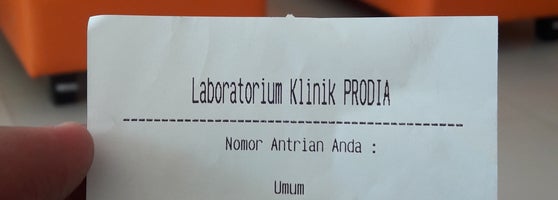 Laboratorium Klinik PRODIA
--------------------------------------------------
Nomor Antrian Anda :
Umum